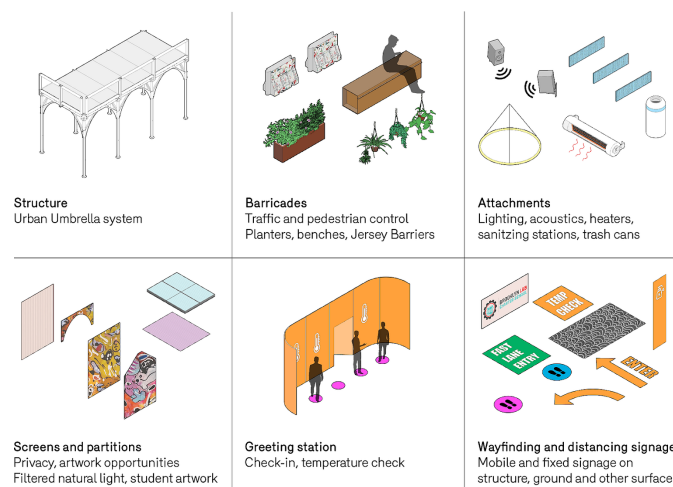 Structure
Urban Umbrella system
Barricades
Traffic and pedestrian control
Planters, benches, Jersey Barriers
Attachments
Lighting, acoustics, heaters,
sanitzing stations, trash cans
BROOKLYN LAB
TEMP
CHECK
FAST
LANE
ENTRY
ENTER
Screens and partitions
Privacy, artwork opportunities
Filtered natural light, student artwork
Greeting station
Check-in, temperature check
Wayfinding and distancing signage
Mobile and fixed signage on
structure, ground and other surface